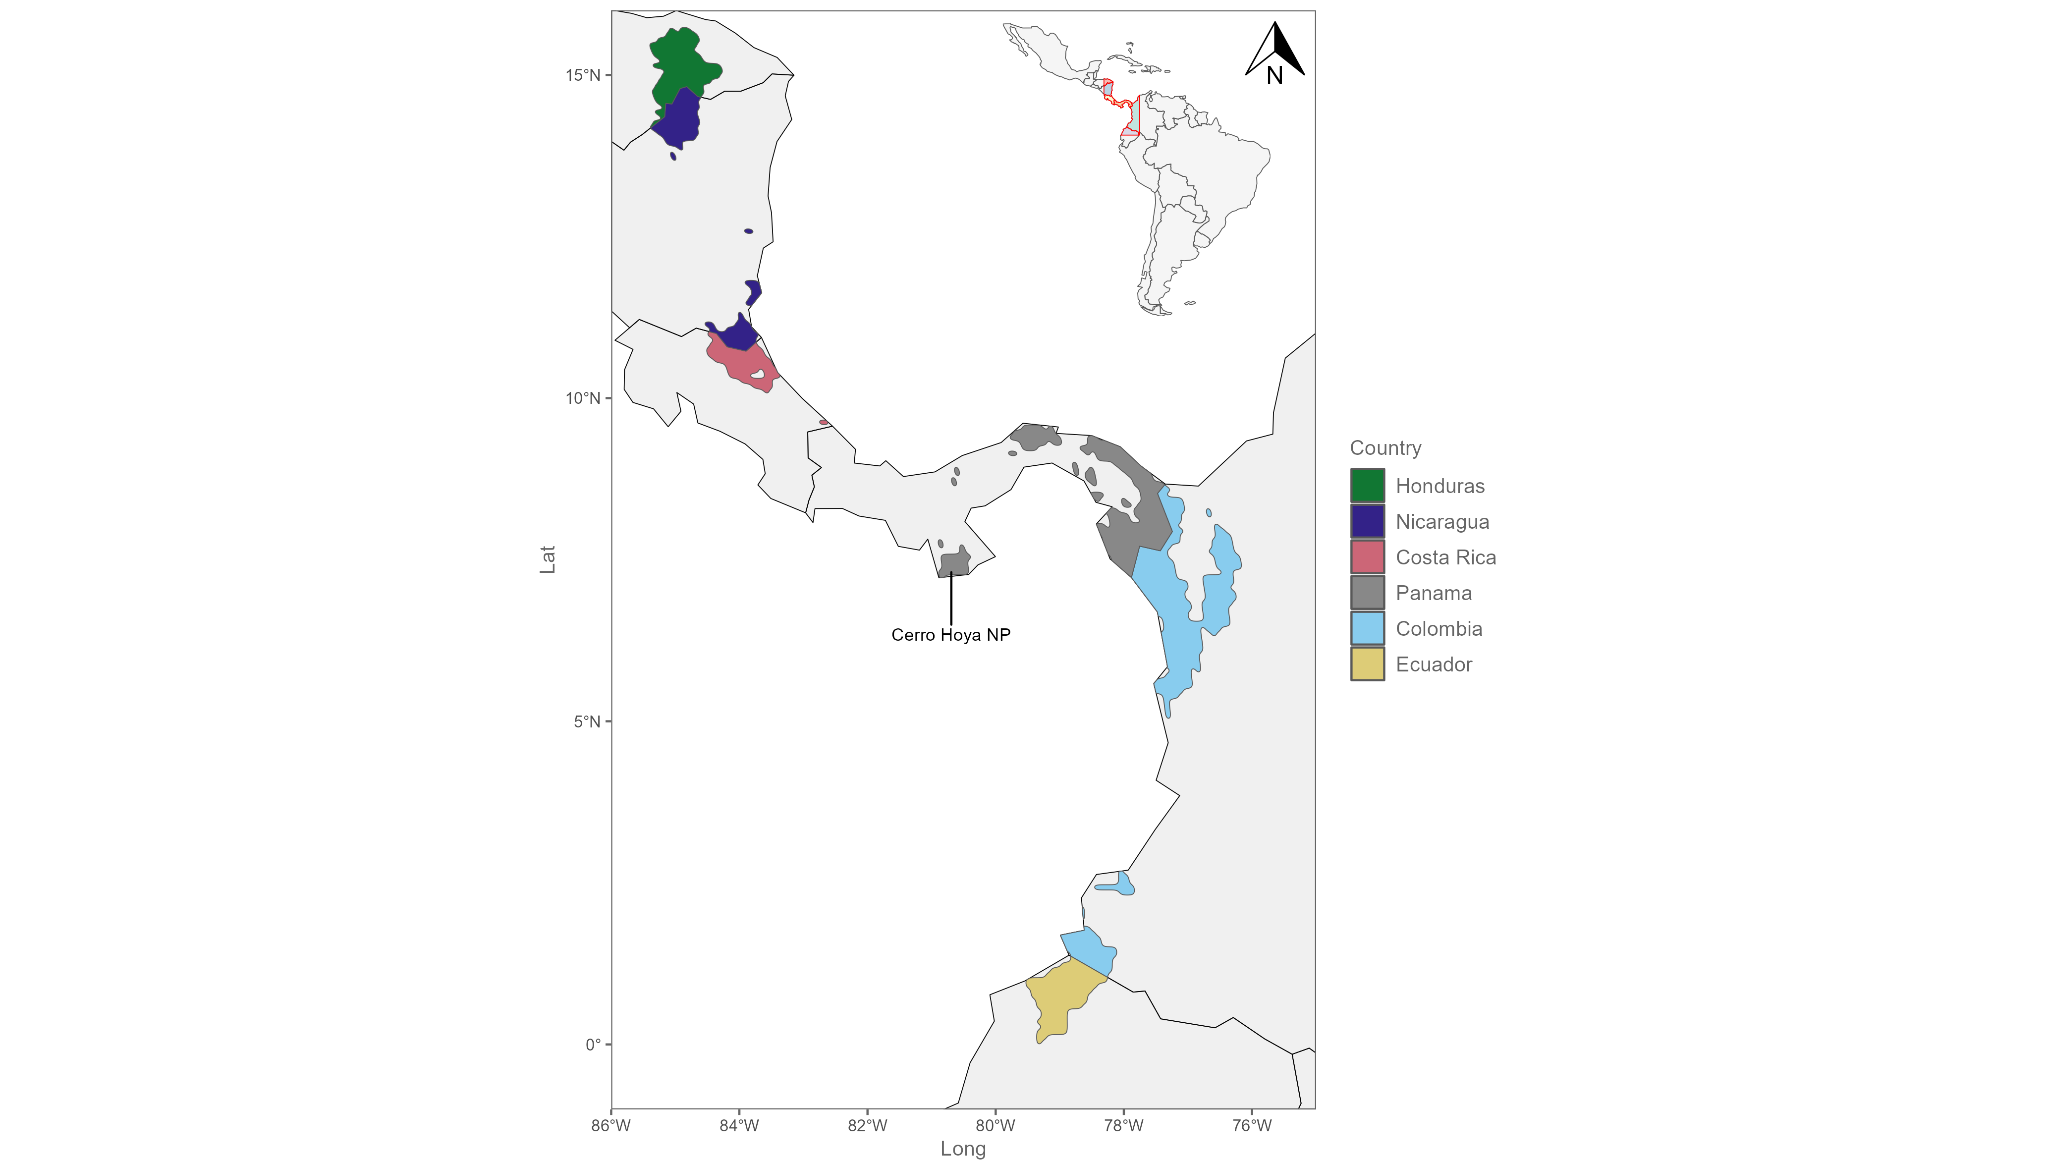 N
15°N
10°N
5°N
0°
Lat
Cerro Hoya NP
86°W
84°W
82°W
80°W
78°W
76°W
Long
Country
Honduras
Nicaragua
Costa Rica
Panama
Colombia
Ecuador